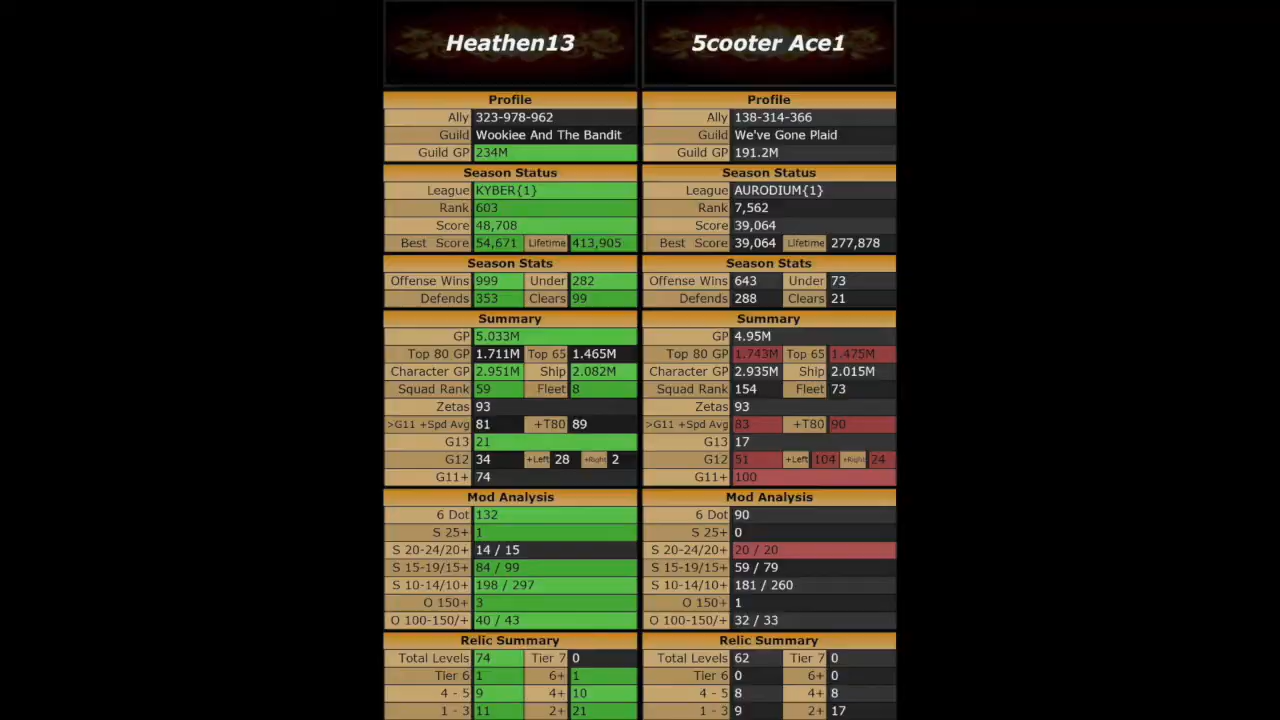 Heathen13 5cooter Ace1
Profile Profile
Ally 323-978-962 Ally 138-314-366
Guild Wookiee And The Bandit Guild We've Gone Plaid
Guild GP 234M Guild GP 191.2M
Season Status Season Status
League KYBER{1} League AURODIUM{1}
Rank 603 Rank 7,562
Score 48,708 Score 39,064
Best Score 54,671 Lifetime 413,905 Best Score 39,064 Lifetime 277,878
Season Stats Season Stats
Offense Wins 999 Under 282 Offense Wins 643 Under 73
Defends 353 Clears 99 Defends 288 Clears 21
Summary Summary
GP 5.033M GP 4.95M
Top 80 GP 1.711M Top 65 1.465M Top 80 GP 1.743M Top 65 1.475M
Character GP 2.951M Ship 2.082M Character GP 2.935M Ship 2.015M
Squad Rank 59 Fleet 8 Squad Rank 154 Fleet 73
Zetas 93 Zetas 93
>G11 +Spd Avg 81 +T80 89 >G11 +Spd Avg 83 +T80 90
G13 21 G13 17
G12 34 +Left 28 +Right 2 G12 51 +Left 104 +Right 24
G11+ 74 G11+ 100
Mod Analysis Mod Analysis
6 Dot 132 6 Dot 90
S 25+ 1 S 25+ 0
S 20-24/20+ 14 / 15 S 20-24/20+ 20 / 20
S 15-19/15+ 84 / 99 S 15-19/15+ 59 / 79
S 10-14/10+ 198 / 297 S 10-14/10+ 181 / 260
O 150+ 3 O 150+ 1
O 100-150/+ 40 / 43 O 100-150/+ 32 / 33
Relic Summary Relic Summary
Total Levels 74 Tier 7 0 Total Levels 62 Tier 7 0
Tier 6 1 6+ 1 Tier 6 0 6+ 0
4 - 5 9 4+ 10 4 - 5 8 4+ 8
1 - 3 11 2+ 21 1 - 3 9 2+ 17